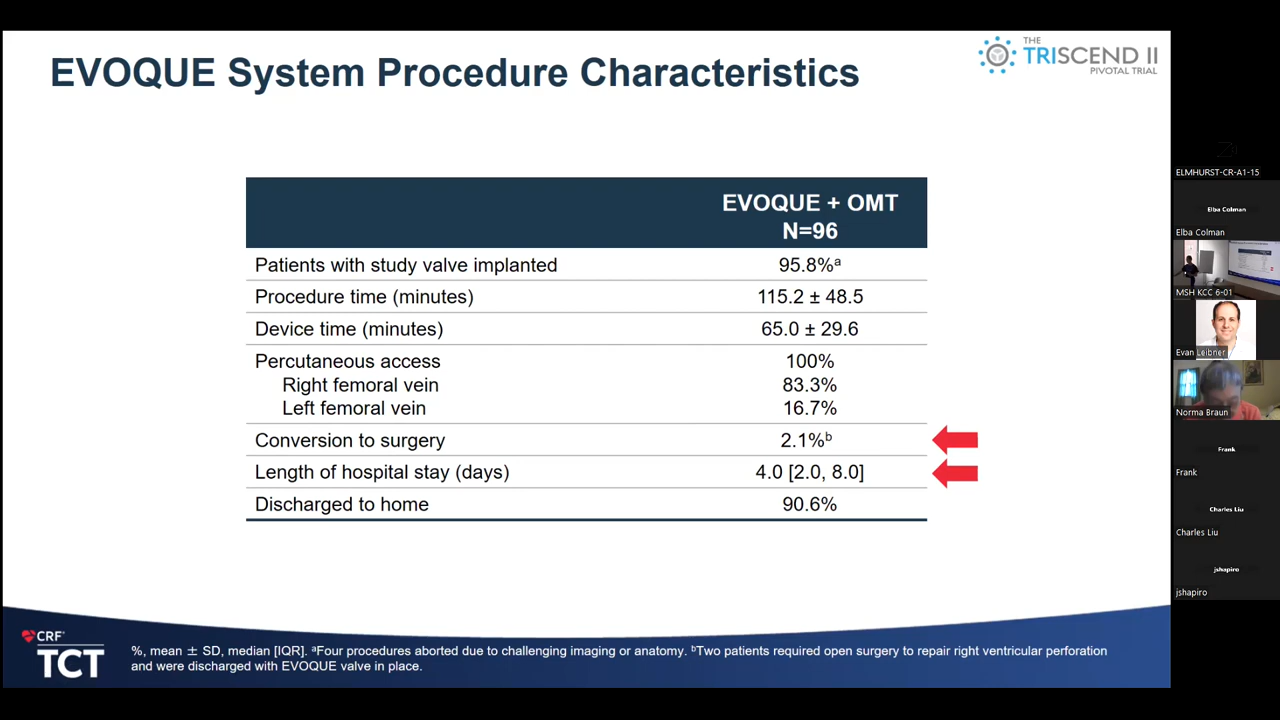 EVOQUE System Procedure Characteristics
THE
TRISCEND II
PIVOTAL TRIAL
EVOQUE + OMT
N=96
Patients with study valve implanted 95.8%ᵃ
Procedure time (minutes) 115.2 ± 48.5
Device time (minutes) 65.0 ± 29.6
Percutaneous access 100%
Right femoral vein 83.3%
Left femoral vein 16.7%
Conversion to surgery 2.1%ᵇ
Length of hospital stay (days) 4.0 [2.0, 8.0]
Discharged to home 90.6%
CRF™
TCT
%, mean ± SD, median [IQR]. ᵃFour procedures aborted due to challenging imaging or anatomy. ᵇTwo patients required open surgery to repair right ventricular perforation
and were discharged with EVOQUE valve in place.
ELMHURST-CR-A1-15
Elba Colman
Elba Colman
MSH KCC 6-01
Evan Leibner
Norma Braun
Frank
Frank
Charles Liu
Charles Liu
jshapiro
jshapiro